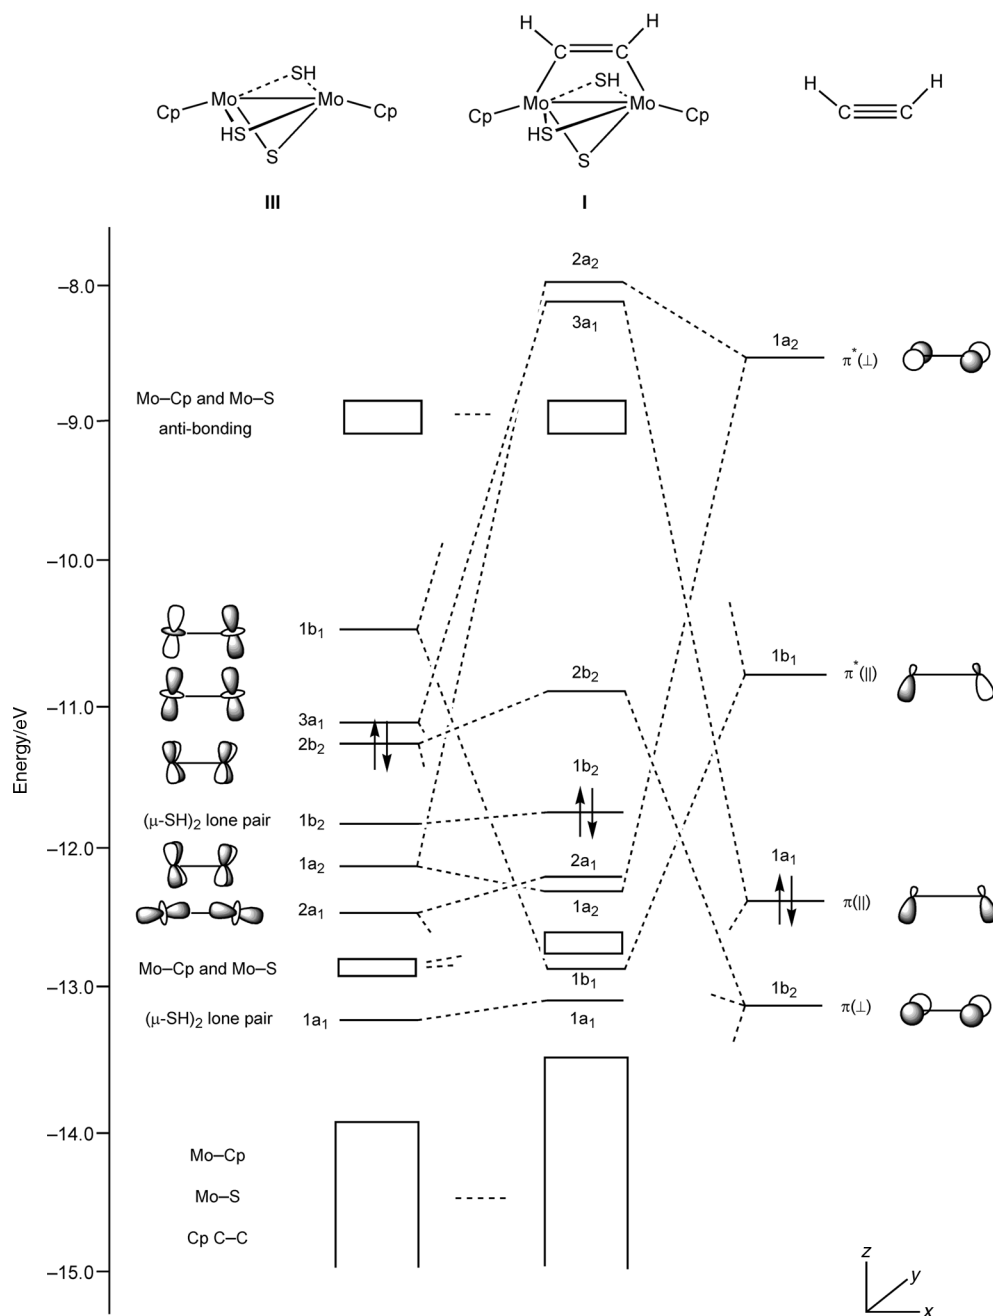 H
H
C
C
SH
Mo
Mo
Cp
Cp
HS
S
III
SH
Mo
Mo
Cp
Cp
HS
S
I
H
H
C
C
Energy/eV
–8.0
–9.0
–10.0
–11.0
–12.0
–13.0
–14.0
–15.0
Mo–Cp and Mo–S
anti-bonding
1b₁
3a₁
2b₂
(μ-SH)₂ lone pair
1b₂
1a₂
2a₁
Mo–Cp and Mo–S
(μ-SH)₂ lone pair
1a₁
Mo–Cp
Mo–S
Cp C–C
2a₂
3a₁
2b₂
1b₂
2a₁
1a₂
1b₁
1a₁
1a₂ π*(⊥)
1b₁ π*(||)
1a₁ π(||)
1b₂ π(⊥)
z
y
x